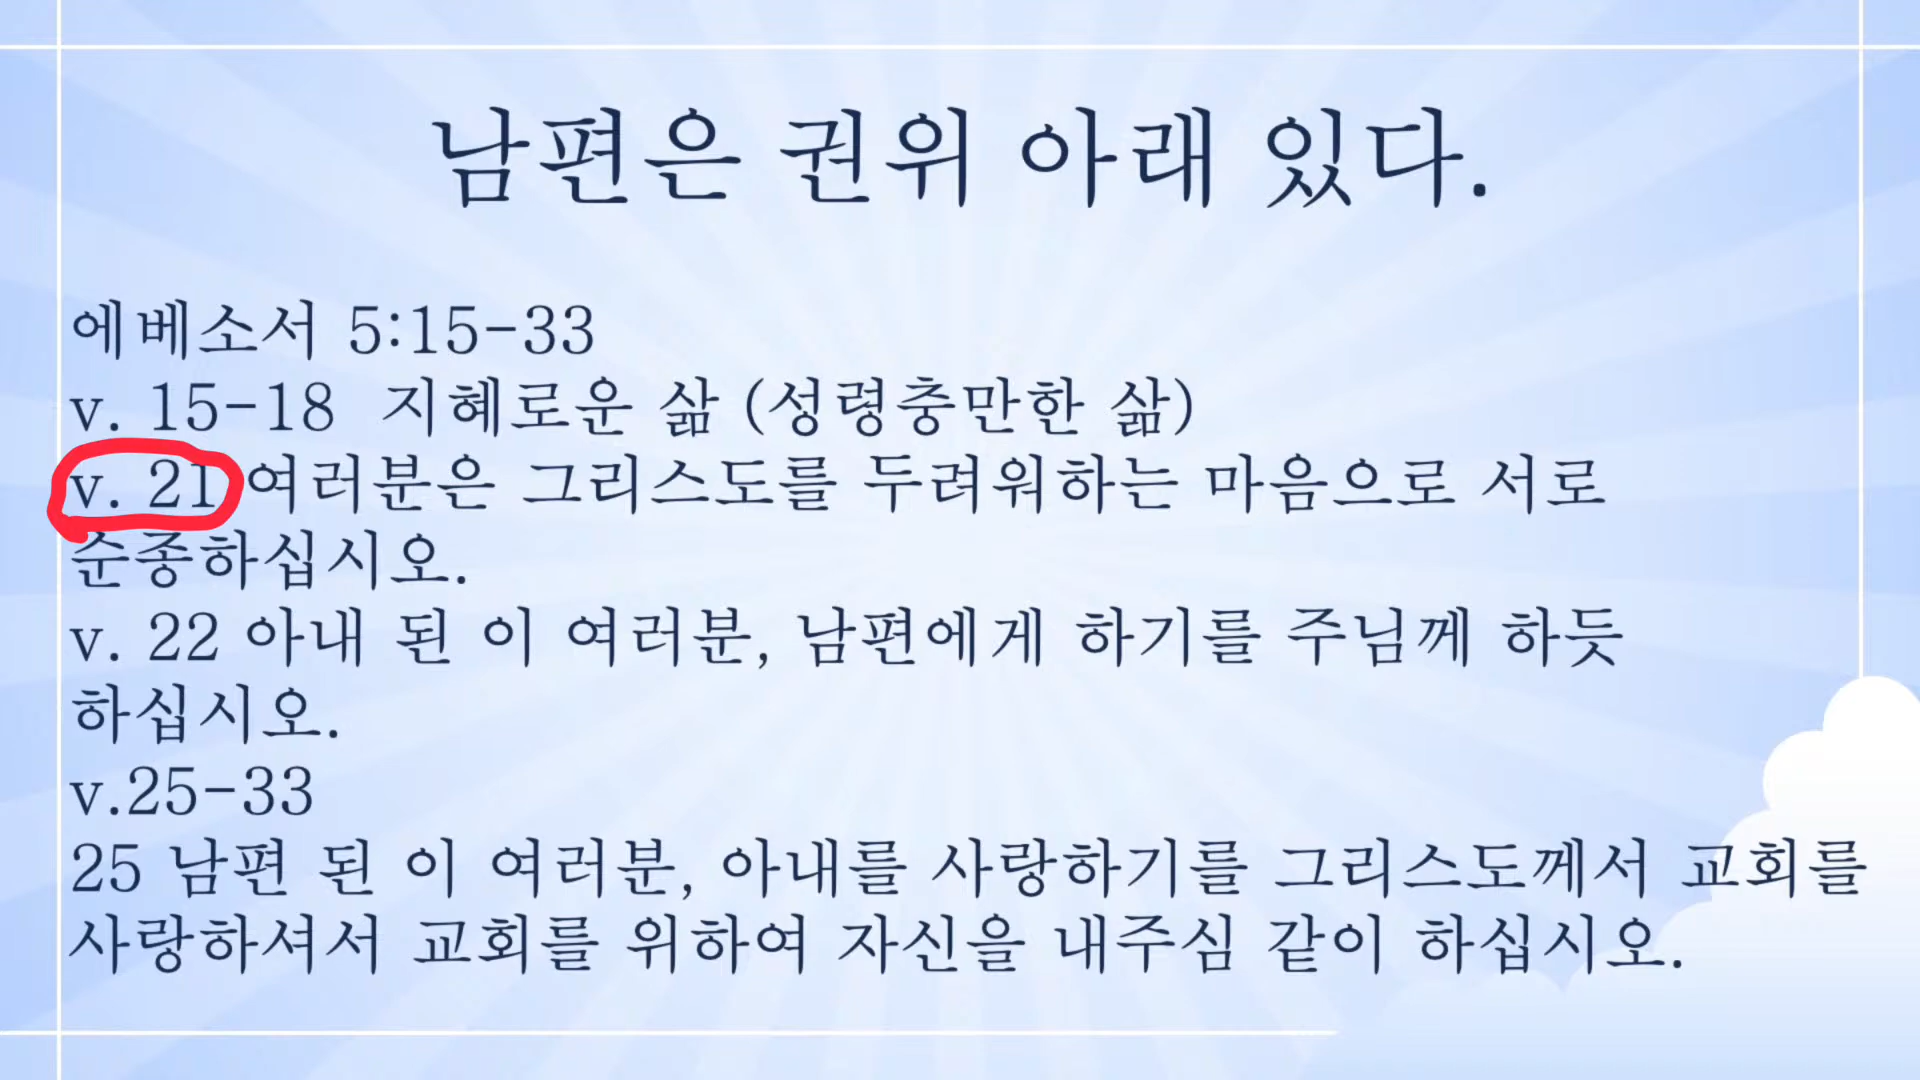 남편은 권위 아래 있다.
에베소서 5:15-33
v. 15-18 지혜로운 삶 (성령충만한 삶)
v. 21 여러분은 그리스도를 두려워하는 마음으로 서로
순종하십시오.
v. 22 아내 된 이 여러분, 남편에게 하기를 주님께 하듯
하십시오.
v.25-33
25 남편 된 이 여러분, 아내를 사랑하기를 그리스도께서 교회를
사랑하셔서 교회를 위하여 자신을 내주심 같이 하십시오.